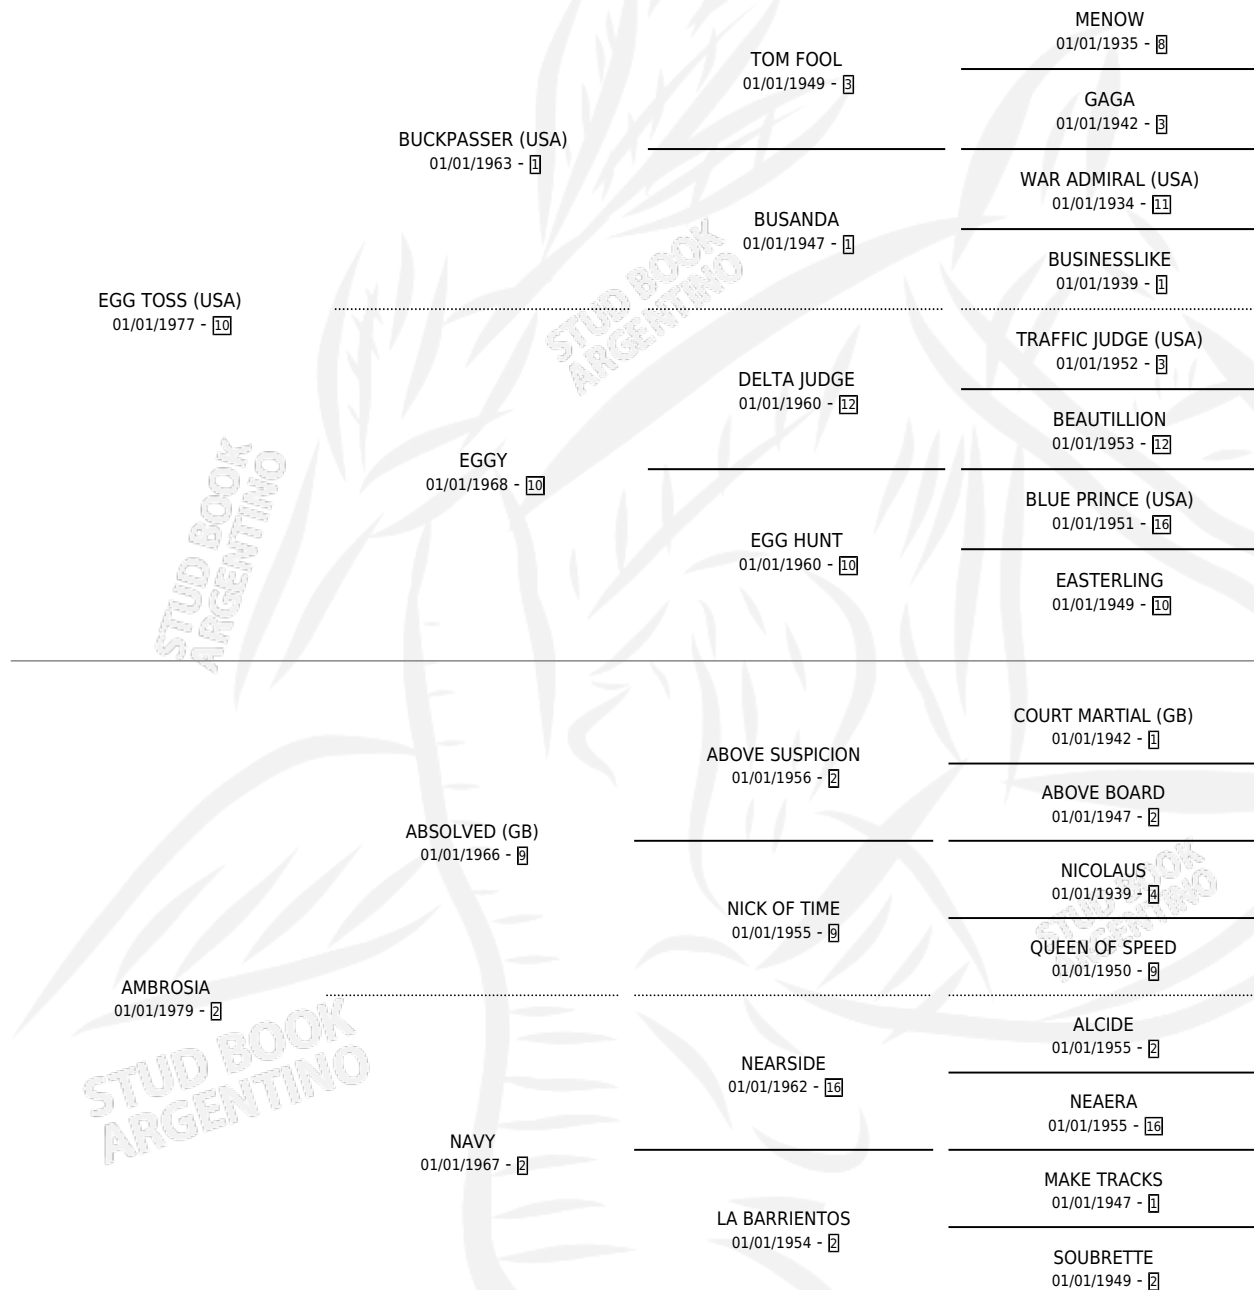 MENOW
01/01/1935 - 8
TOM FOOL
01/01/1949 - 3
GAGA
01/01/1942 - 3
BUCKPASSER (USA)
01/01/1963 - 1
WAR ADMIRAL (USA)
01/01/1934 - 11
BUSANDA
01/01/1947 - 1
BUSINESSLIKE
01/01/1939 - 1
EGG TOSS (USA)
01/01/1977 - 10
STUD BOOK
ARGENTINO
TRAFFIC JUDGE (USA)
01/01/1952 - 3
DELTA JUDGE
01/01/1960 - 12
BEAUTILLION
01/01/1953 - 12
EGGY
01/01/1968 - 10
BLUE PRINCE (USA)
01/01/1951 - 16
EGG HUNT
01/01/1960 - 10
EASTERLING
01/01/1949 - 10
STUD BOOK
ARGENTINO
COURT MARTIAL (GB)
01/01/1942 - 1
ABOVE SUSPICION
01/01/1956 - 2
ABOVE BOARD
01/01/1947 - 2
ABSOLVED (GB)
01/01/1966 - 9
NICOLAUS
01/01/1939 - 4
NICK OF TIME
01/01/1955 - 9
STUD BOOK
ARGENTINO
QUEEN OF SPEED
01/01/1950 - 9
AMBROSIA
01/01/1979 - 2
STUD BOOK
ARGENTINO
ALCIDE
01/01/1955 - 2
NEARSIDE
01/01/1962 - 16
NEAERA
01/01/1955 - 16
NAVY
01/01/1967 - 2
MAKE TRACKS
01/01/1947 - 1
LA BARRIENTOS
01/01/1954 - 2
SOUBRETTE
01/01/1949 - 2